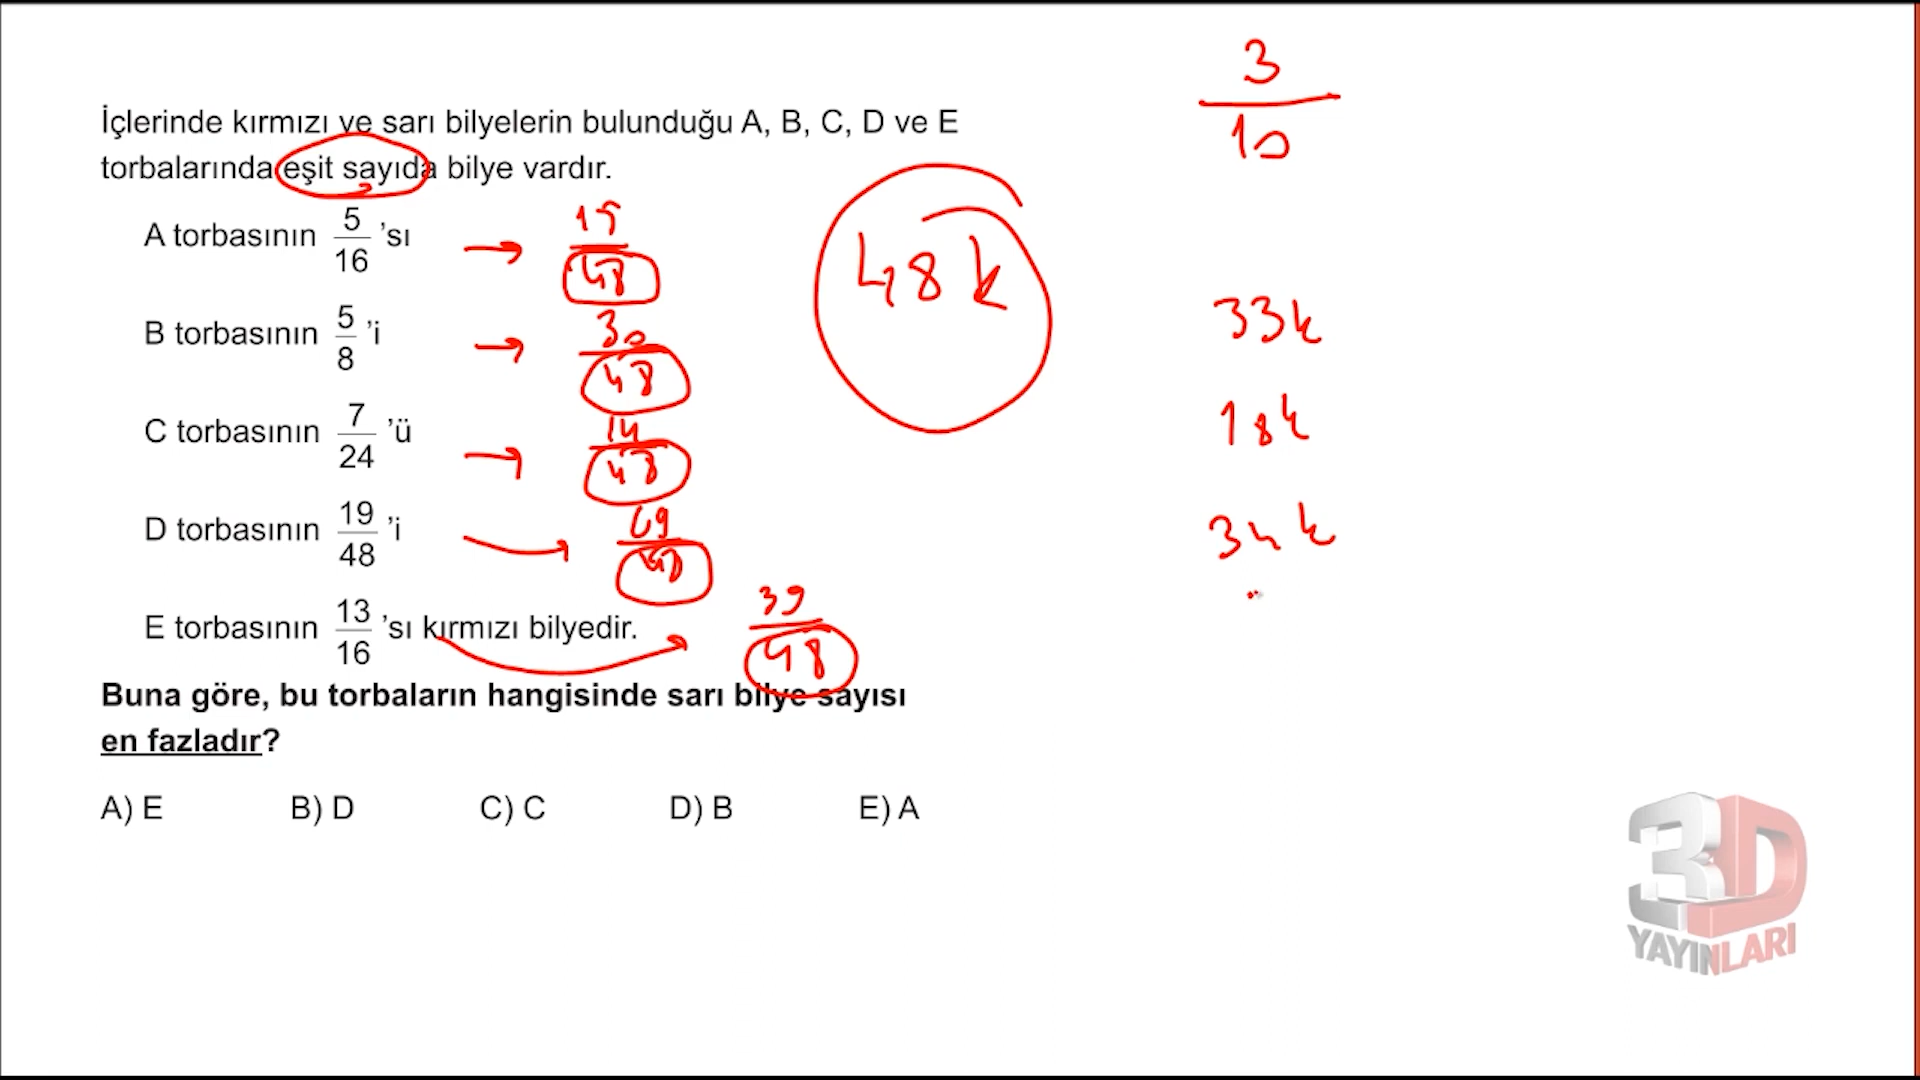 İçlerinde kırmızı ve sarı bilyelerin bulunduğu A, B, C, D ve E
torbalarında eşit sayıda bilye vardır.
A torbasının 5/16 'sı → 15/48
B torbasının 5/8 'i → 30/48
C torbasının 7/24 'ü → 14/48
D torbasının 19/48 'i → 19/48
E torbasının 13/16 'sı kırmızı bilyedir. → 39/48
Buna göre, bu torbaların hangisinde sarı bilye sayısı
en fazladır?
A) E B) D C) C D) B E) A
48k
3/10
33k
18k
34k
3D
YAYINLARI